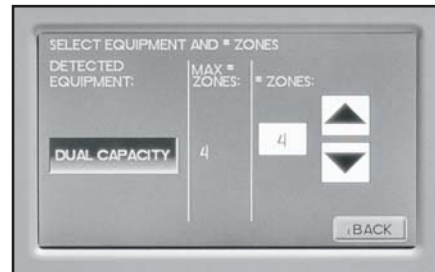 SELECT EQUIPMENT AND # ZONES
DETECTED EQUIPMENT:
MAX # ZONES:
# ZONES:
DUAL CAPACITY
4
4
BACK